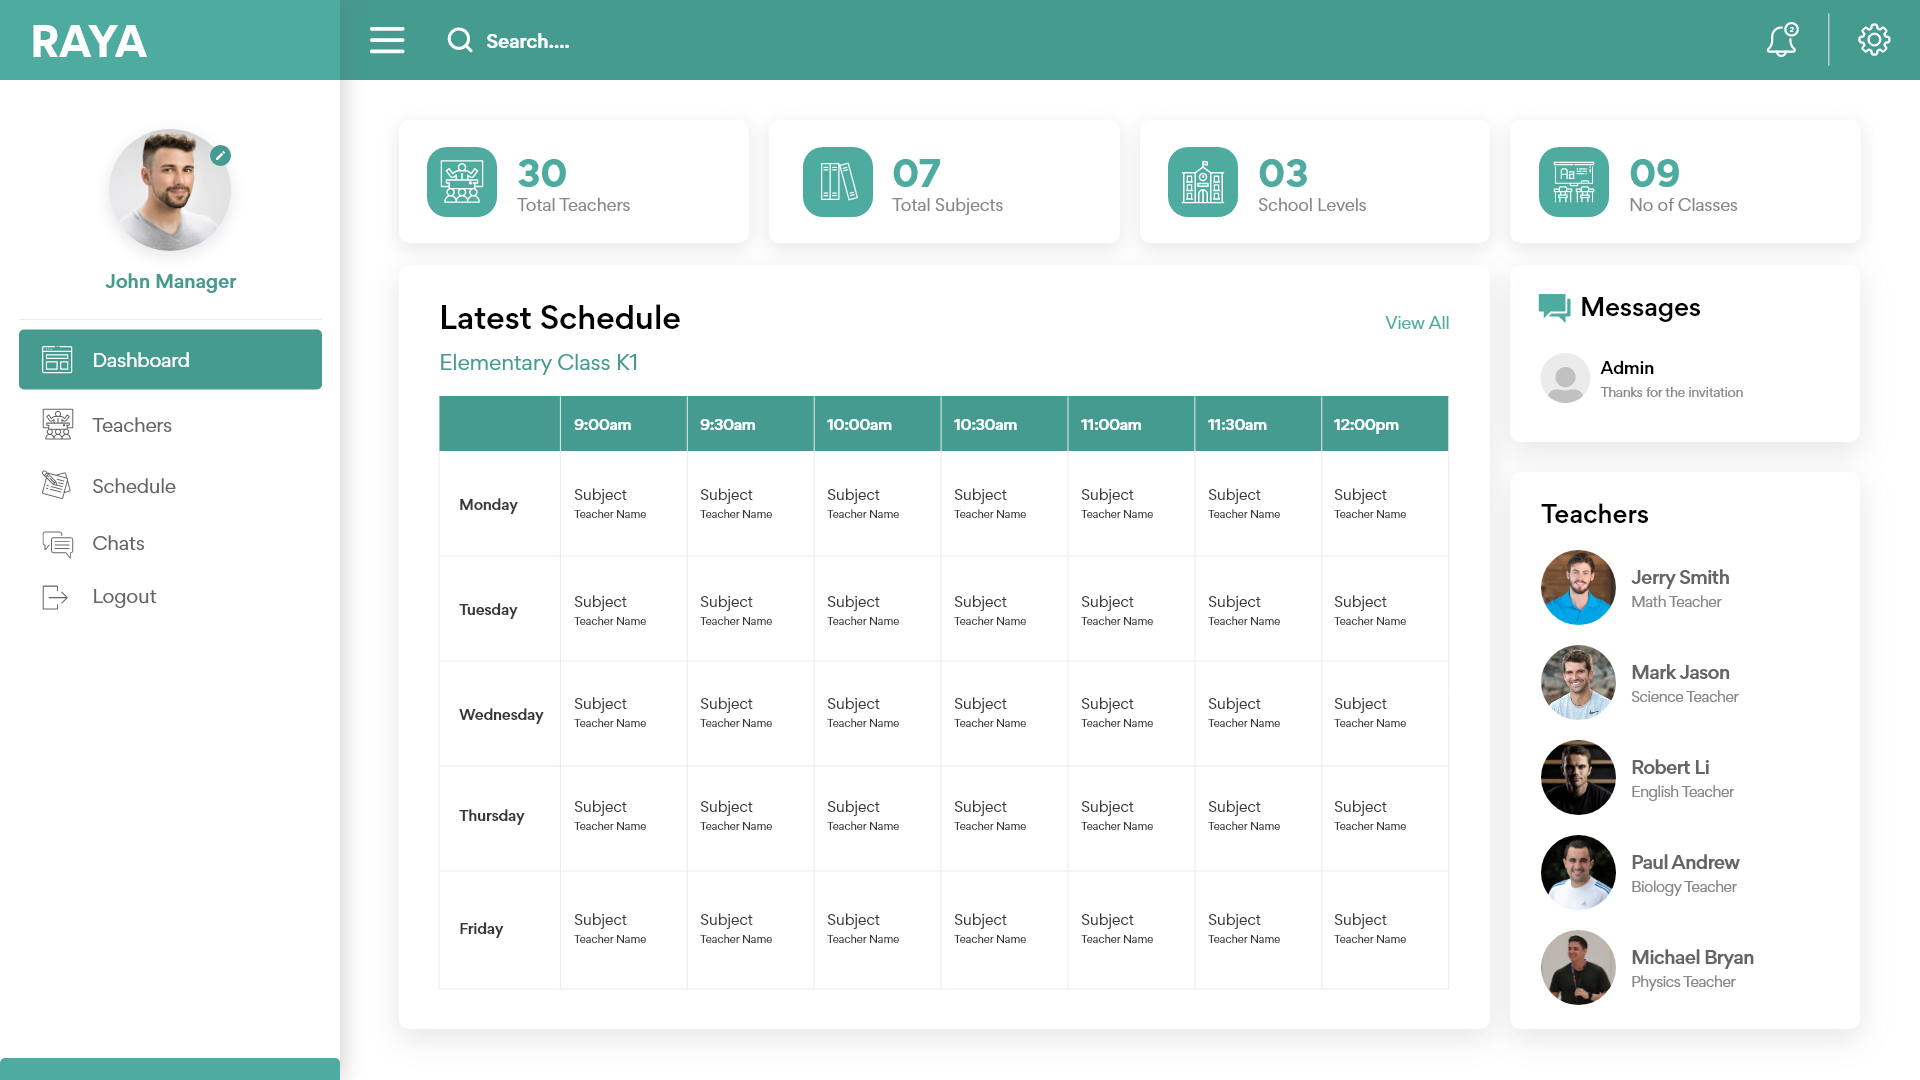 RAYA
Search....
2
John Manager
Dashboard
Teachers
Schedule
Chats
Logout
30
Total Teachers
07
Total Subjects
03
School Levels
Aa
09
No of Classes
Latest Schedule
View All
Elementary Class K1
9:00am 9:30am 10:00am 10:30am 11:00am 11:30am 12:00pm
Monday
Subject Subject Subject Subject Subject Subject Subject
Teacher Name Teacher Name Teacher Name Teacher Name Teacher Name Teacher Name Teacher Name
Tuesday
Subject Subject Subject Subject Subject Subject Subject
Teacher Name Teacher Name Teacher Name Teacher Name Teacher Name Teacher Name Teacher Name
Wednesday
Subject Subject Subject Subject Subject Subject Subject
Teacher Name Teacher Name Teacher Name Teacher Name Teacher Name Teacher Name Teacher Name
Thursday
Subject Subject Subject Subject Subject Subject Subject
Teacher Name Teacher Name Teacher Name Teacher Name Teacher Name Teacher Name Teacher Name
Friday
Subject Subject Subject Subject Subject Subject Subject
Teacher Name Teacher Name Teacher Name Teacher Name Teacher Name Teacher Name Teacher Name
Messages
Admin
Thanks for the invitation
Teachers
Jerry Smith
Math Teacher
Mark Jason
Science Teacher
Robert Li
English Teacher
Paul Andrew
Biology Teacher
Michael Bryan
Physics Teacher